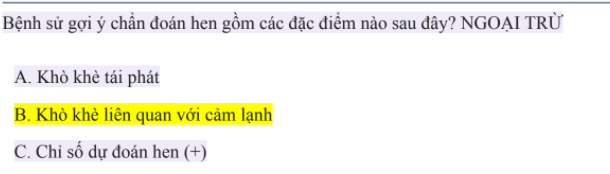 Bệnh sử gợi ý chẩn đoán hen gồm các đặc điểm nào sau đây? NGOẠI TRỪ
A. Khò khè tái phát
B. Khò khè liên quan với cảm lạnh
C. Chỉ số dự đoán hen (+)